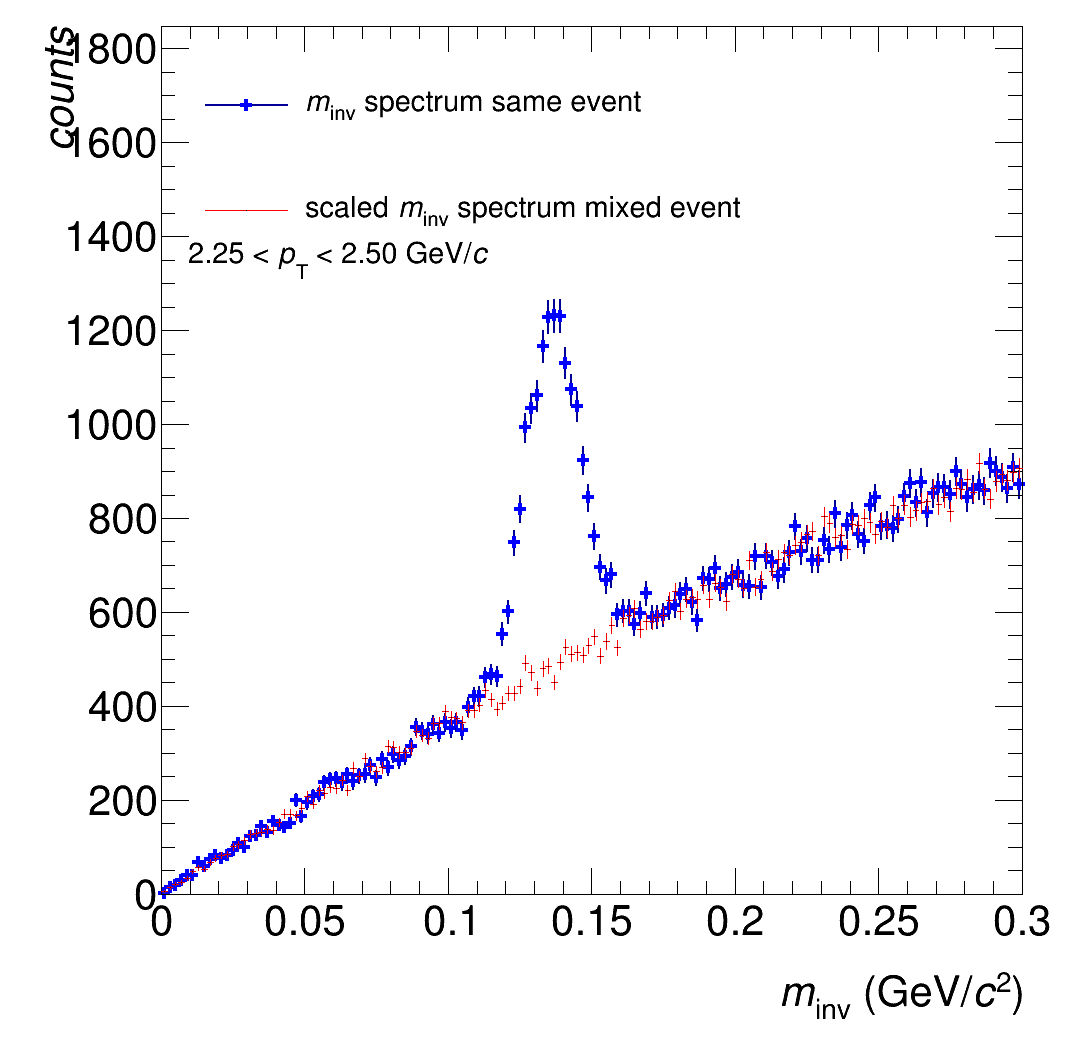 counts
1800
m_inv spectrum same event
1600
scaled m_inv spectrum mixed event
1400
2.25 < p_T < 2.50 GeV/c
1200
1000
800
600
400
200
0
0 0.05 0.1 0.15 0.2 0.25 0.3
m_inv (GeV/c²)